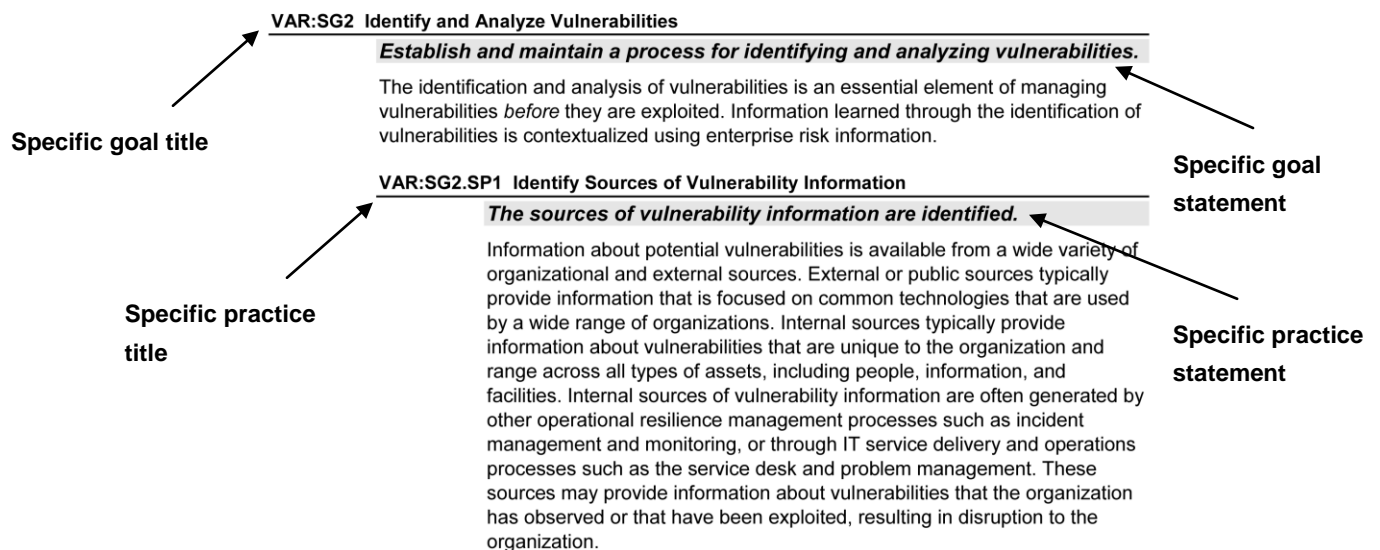 VAR:SG2 Identify and Analyze Vulnerabilities
Establish and maintain a process for identifying and analyzing vulnerabilities.
The identification and analysis of vulnerabilities is an essential element of managing
vulnerabilities before they are exploited. Information learned through the identification of
vulnerabilities is contextualized using enterprise risk information.
Specific goal title
Specific goal
statement
VAR:SG2.SP1 Identify Sources of Vulnerability Information
The sources of vulnerability information are identified.
Information about potential vulnerabilities is available from a wide variety of
organizational and external sources. External or public sources typically
provide information that is focused on common technologies that are used
by a wide range of organizations. Internal sources typically provide
information about vulnerabilities that are unique to the organization and
range across all types of assets, including people, information, and
facilities. Internal sources of vulnerability information are often generated by
other operational resilience management processes such as incident
management and monitoring, or through IT service delivery and operations
processes such as the service desk and problem management. These
sources may provide information about vulnerabilities that the organization
has observed or that have been exploited, resulting in disruption to the
organization.
Specific practice
title
Specific practice
statement